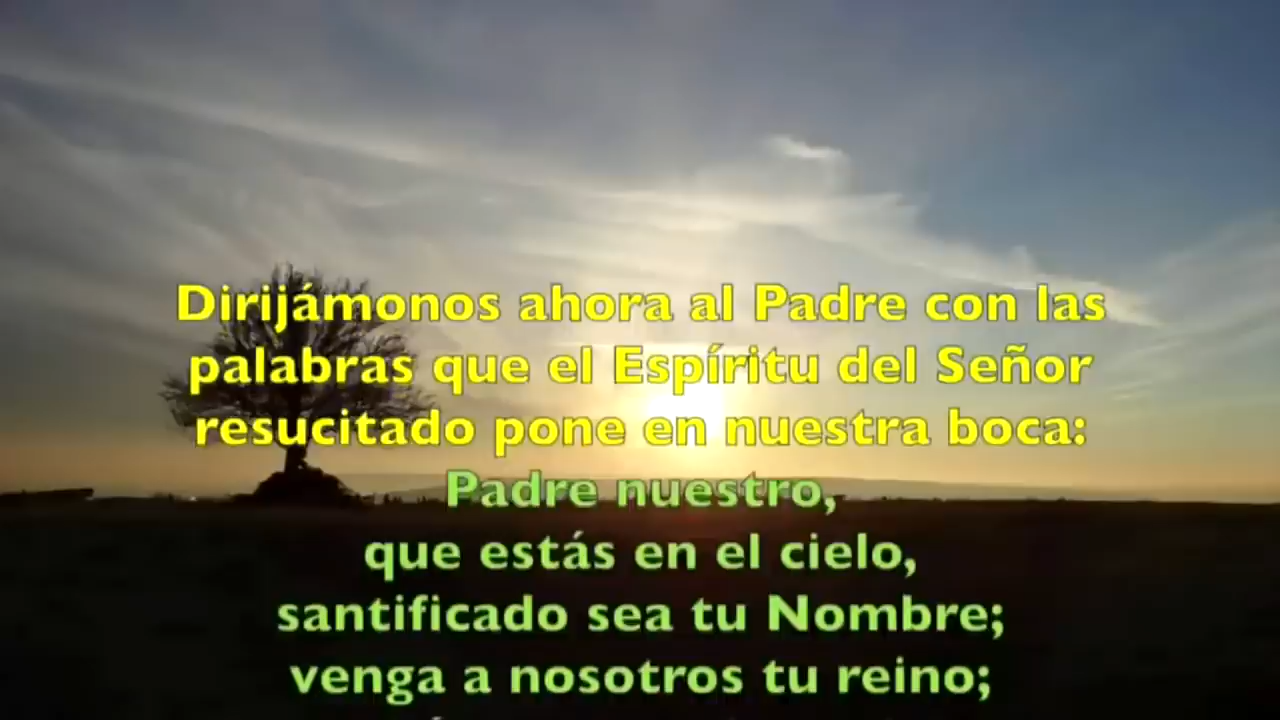 Dirijámonos ahora al Padre con las
palabras que el Espíritu del Señor
resucitado pone en nuestra boca:
Padre nuestro,
que estás en el cielo,
santificado sea tu Nombre;
venga a nosotros tu reino;